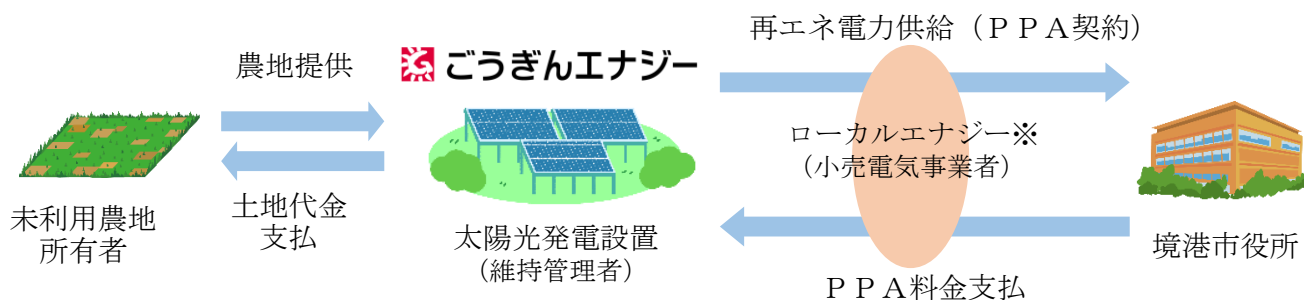 農地提供
土地代金
支払
未利用農地
所有者
ごうぎんエナジー
太陽光発電設置
（維持管理者）
再エネ電力供給（ＰＰＡ契約）
ローカルエナジー※
（小売電気事業者）
ＰＰＡ料金支払
境港市役所